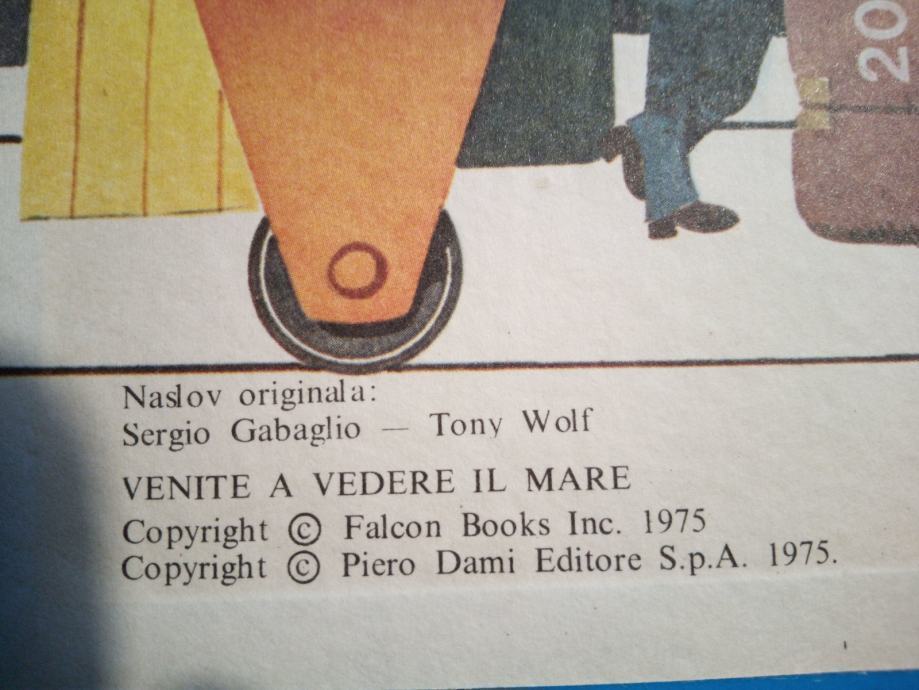 20
Naslov originala:
Sergio Gabaglio — Tony Wolf
VENITE A VEDERE IL MARE
Copyright © Falcon Books Inc. 1975
Copyright © Piero Dami Editore S.p.A. 1975.